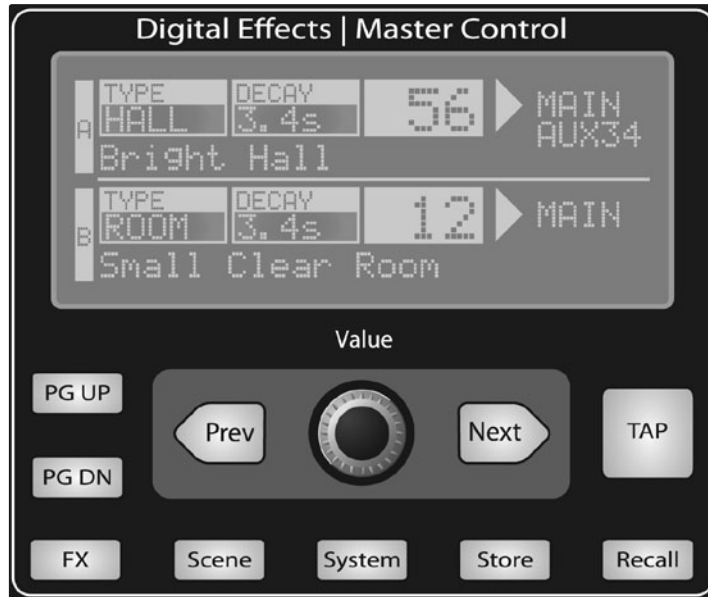 Digital Effects | Master Control
TYPE DECAY 56 MAIN
A HALL 3.4s AUX34
Bright Hall
TYPE DECAY 12 MAIN
B ROOM 3.4s
Small Clear Room
Value
PG UP
Prev Next TAP
PG DN
FX Scene System Store Recall